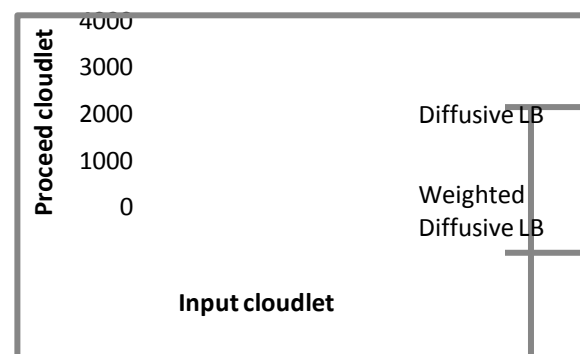 Proceed cloudlet
4000
3000
2000
1000
0
Diffusive LB
Weighted
Diffusive LB
Input cloudlet